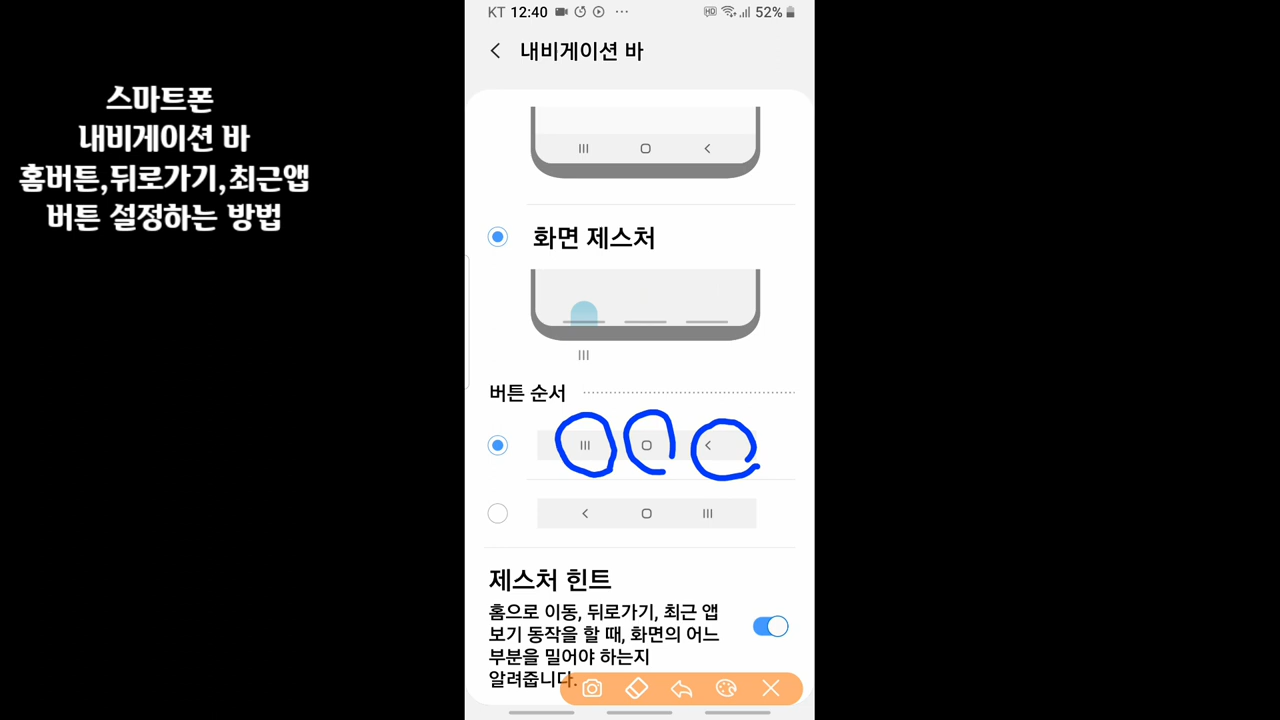 스마트폰
내비게이션 바
홈버튼,뒤로가기,최근앱
버튼 설정하는 방법
KT 12:40 ··· HD 52%
내비게이션 바
화면 제스처
버튼 순서
제스처 힌트
홈으로 이동, 뒤로가기, 최근 앱
보기 동작을 할 때, 화면의 어느
부분을 밀어야 하는지
알려줍니다.